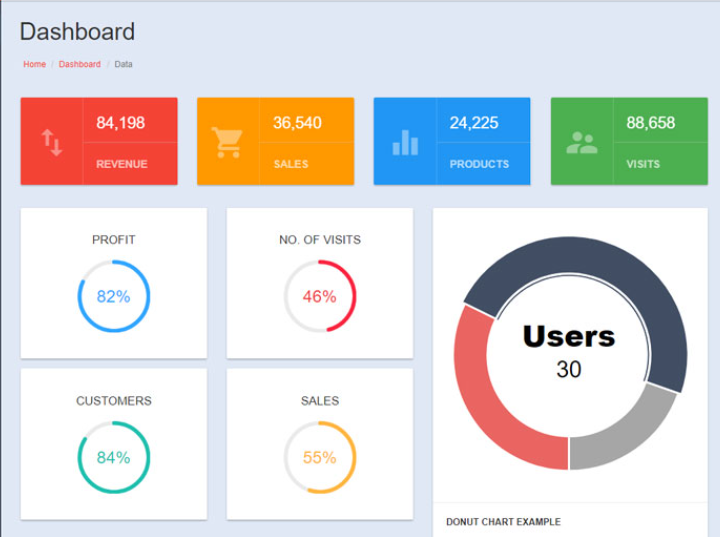 Dashboard
Home / Dashboard / Data
84,198
REVENUE
36,540
SALES
24,225
PRODUCTS
88,658
VISITS
PROFIT
82%
NO. OF VISITS
46%
CUSTOMERS
84%
SALES
55%
Users
30
DONUT CHART EXAMPLE